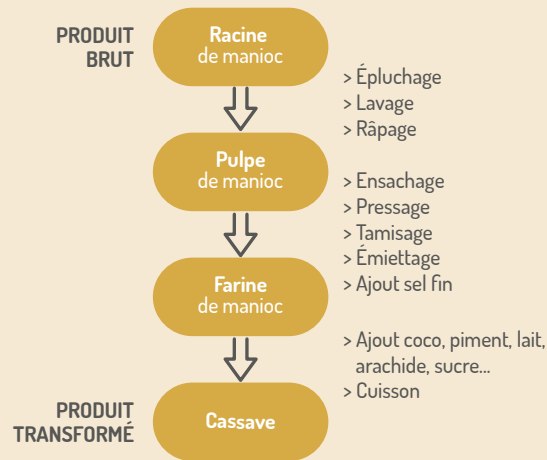 PRODUIT
BRUT
Racine
de manioc
> Épluchage
> Lavage
> Râpage
Pulpe
de manioc
> Ensachage
> Pressage
> Tamisage
> Émiettage
> Ajout sel fin
Farine
de manioc
> Ajout coco, piment, lait,
arachide, sucre...
> Cuisson
PRODUIT
TRANSFORMÉ
Cassave